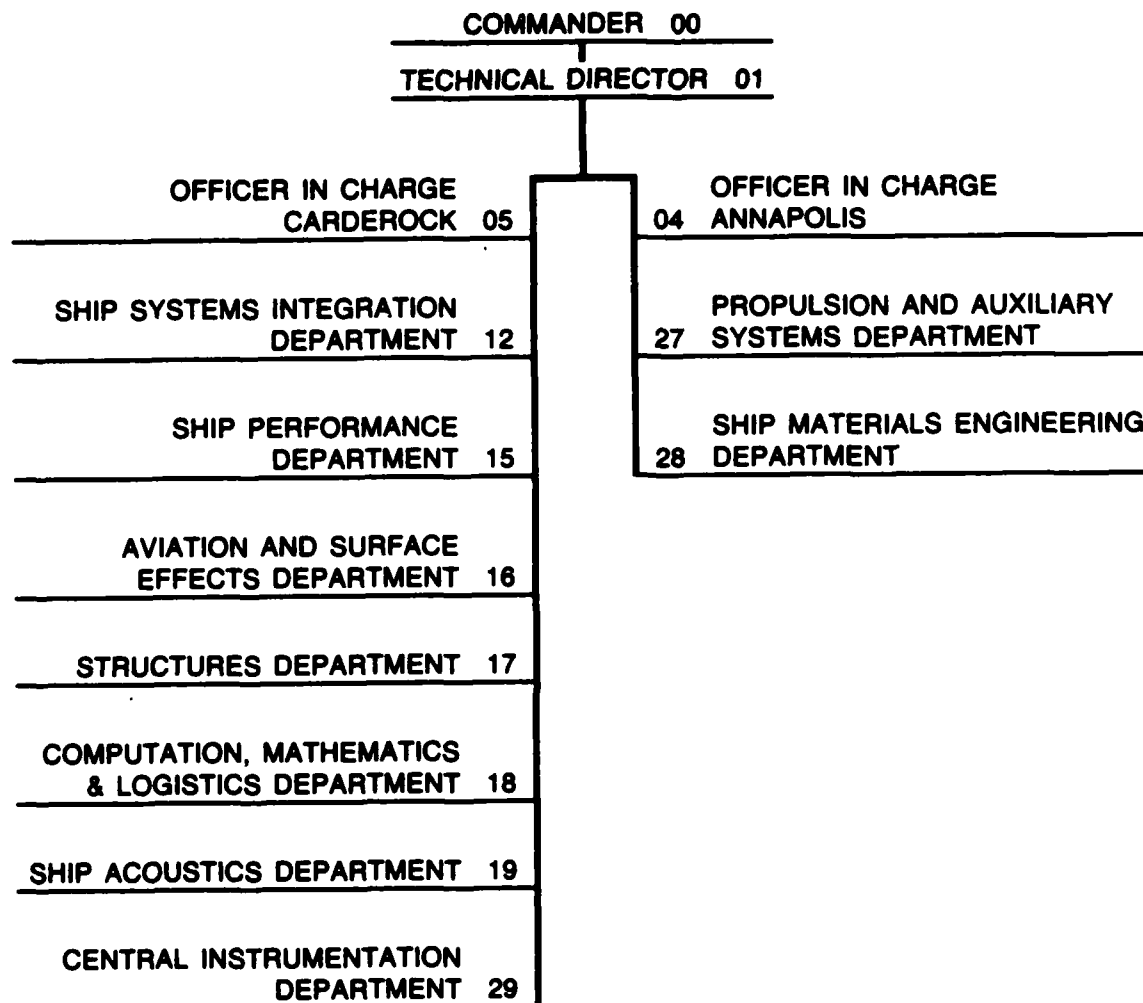 COMMANDER 00
TECHNICAL DIRECTOR 01
OFFICER IN CHARGE
CARDEROCK 05
OFFICER IN CHARGE
04 ANNAPOLIS
SHIP SYSTEMS INTEGRATION
DEPARTMENT 12
PROPULSION AND AUXILIARY
27 SYSTEMS DEPARTMENT
SHIP PERFORMANCE
DEPARTMENT 15
SHIP MATERIALS ENGINEERING
28 DEPARTMENT
AVIATION AND SURFACE
EFFECTS DEPARTMENT 16
STRUCTURES DEPARTMENT 17
COMPUTATION, MATHEMATICS
& LOGISTICS DEPARTMENT 18
SHIP ACOUSTICS DEPARTMENT 19
CENTRAL INSTRUMENTATION
DEPARTMENT 29